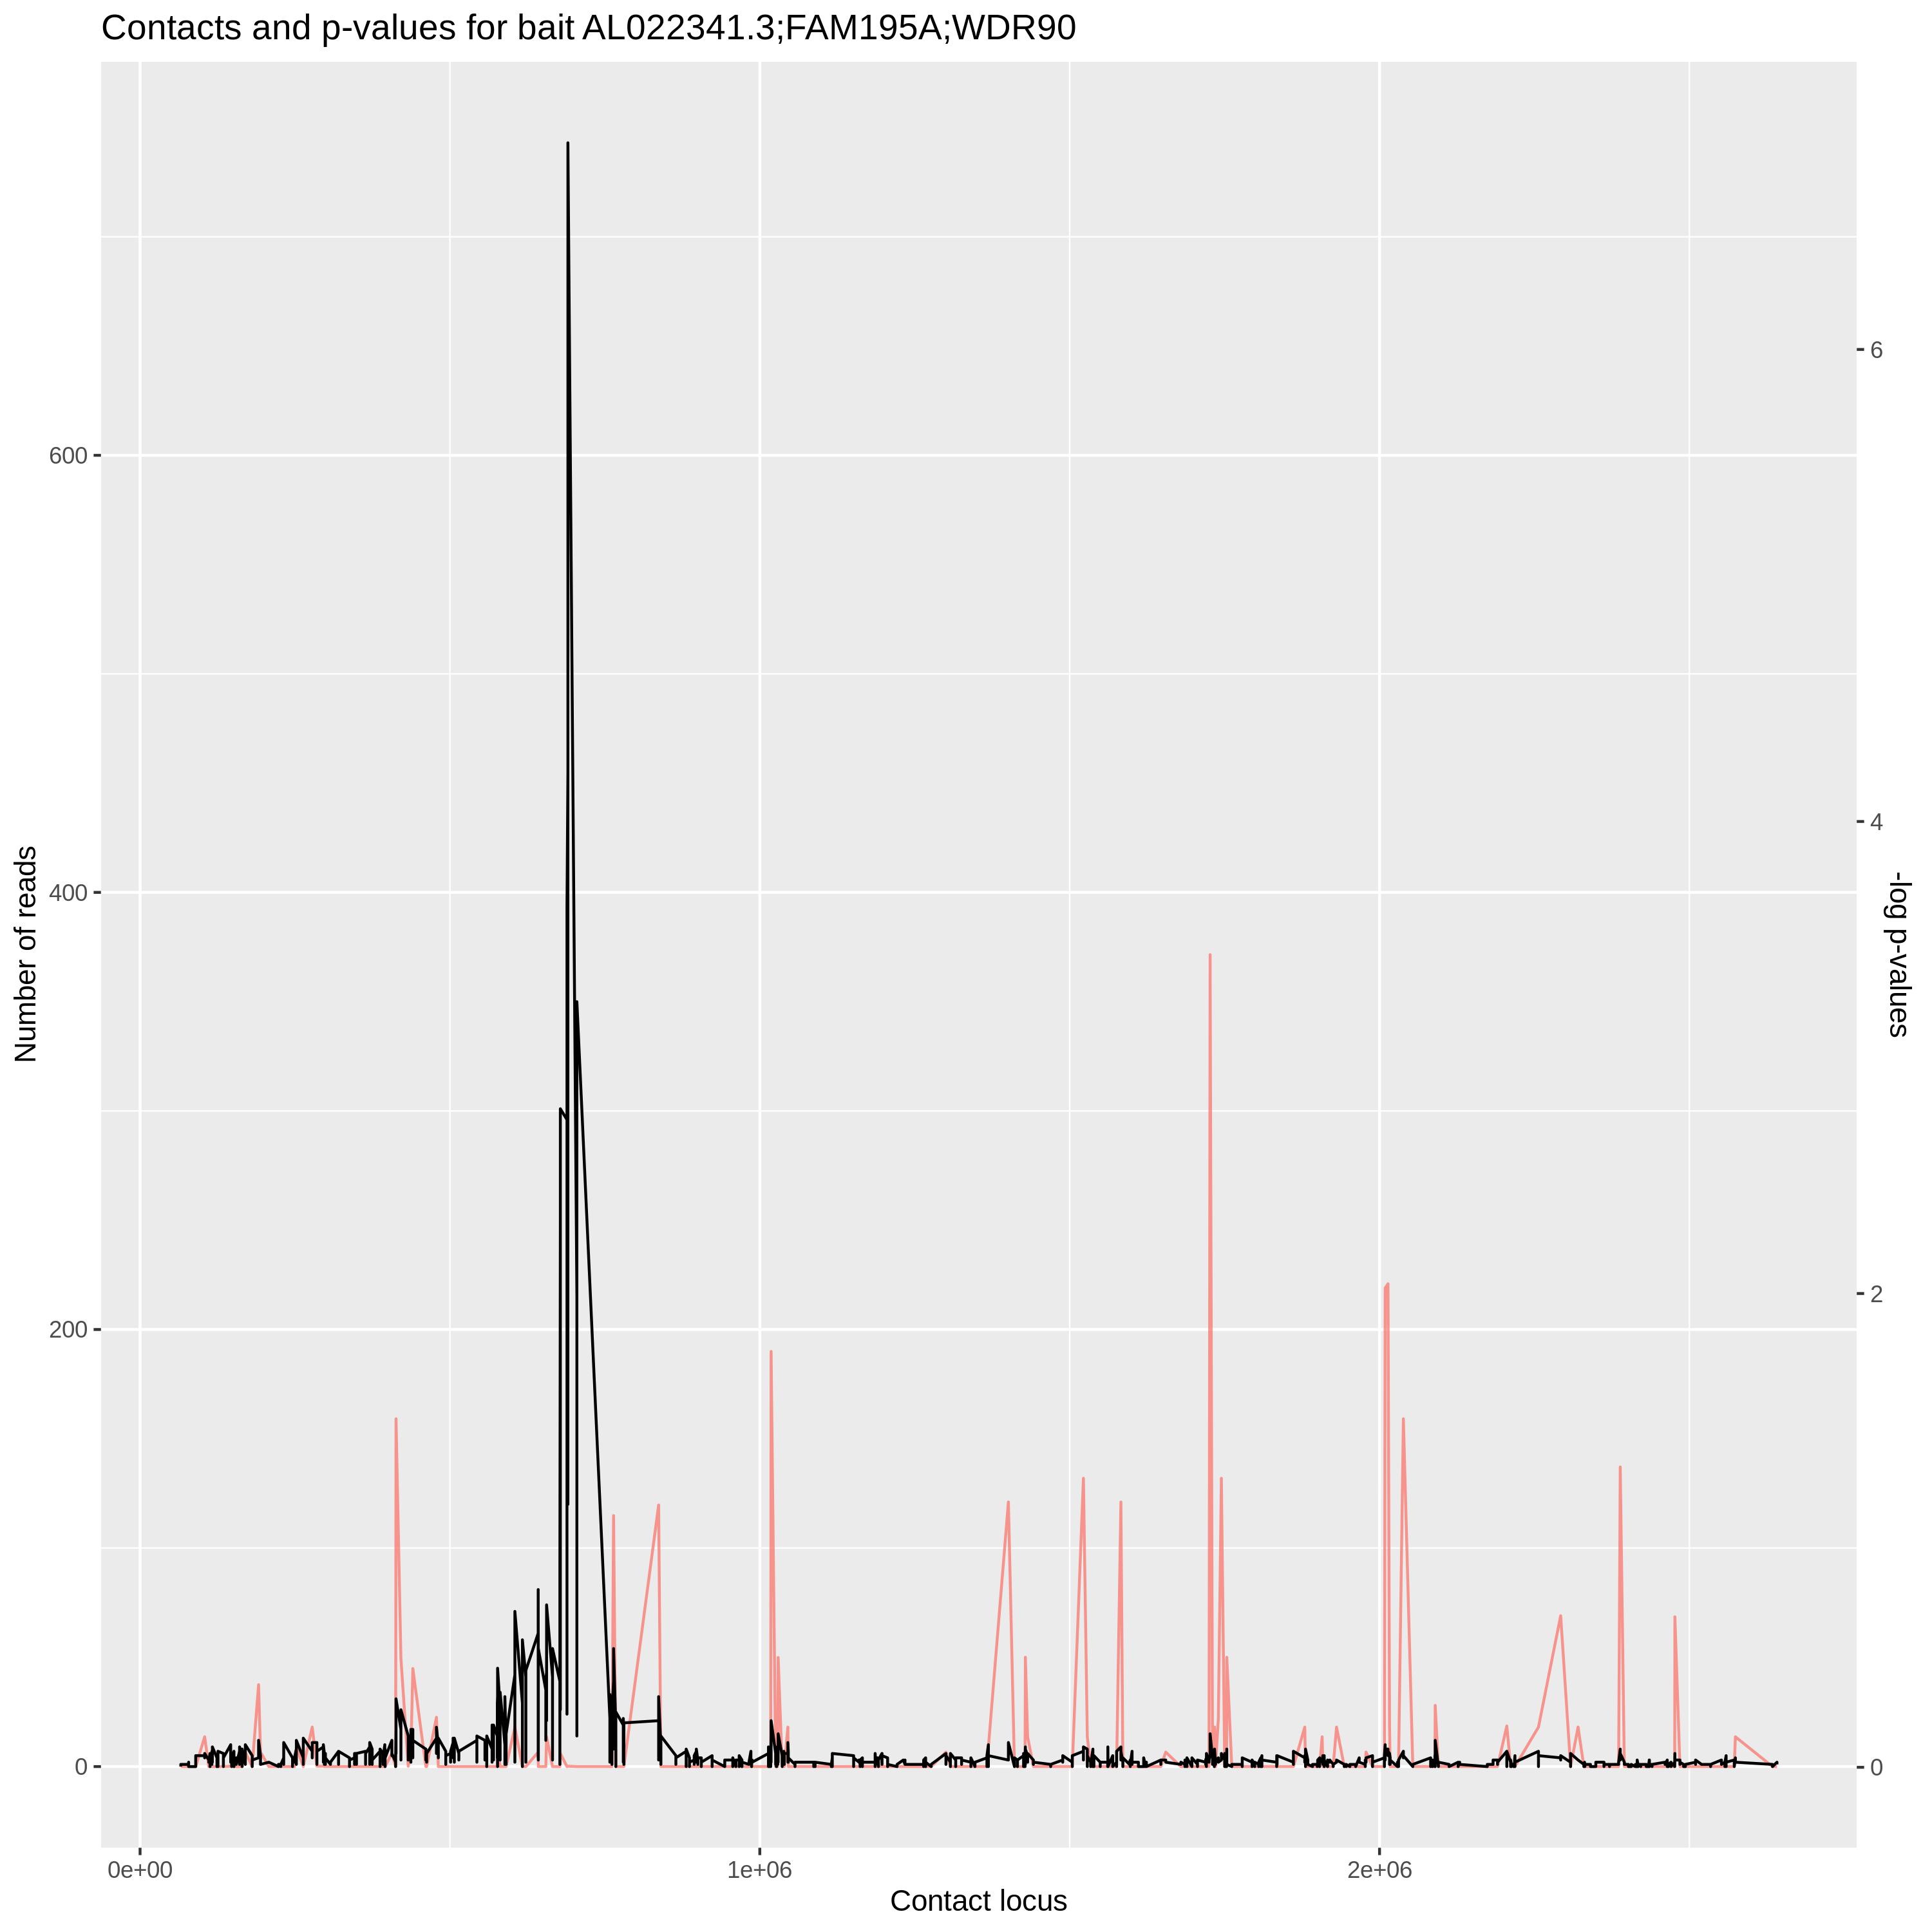 Contacts and p-values for bait AL022341.3;FAM195A;WDR90
Number of reads
600
400
200
0
6
4
2
0
-log p-values
0e+00
1e+06
2e+06
Contact locus